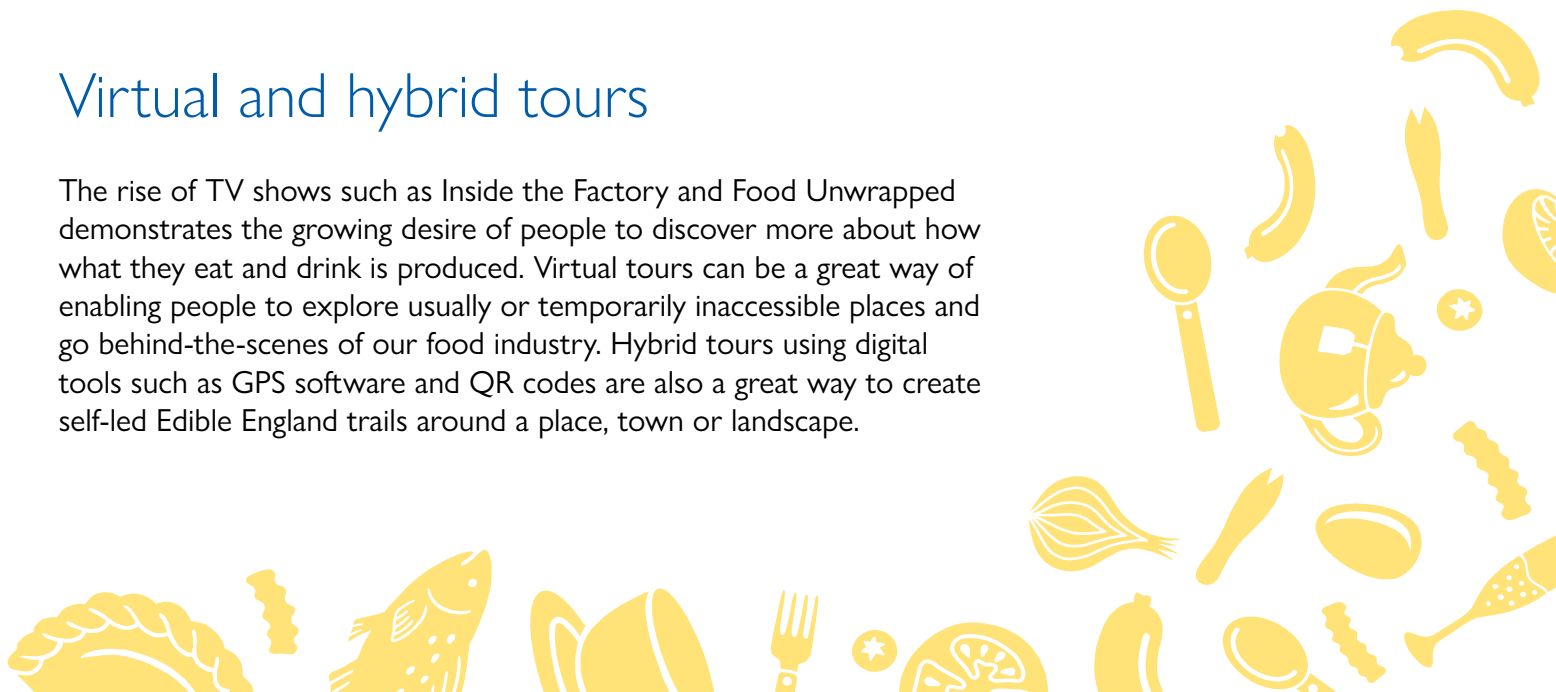 Virtual and hybrid tours
The rise of TV shows such as Inside the Factory and Food Unwrapped
demonstrates the growing desire of people to discover more about how
what they eat and drink is produced. Virtual tours can be a great way of
enabling people to explore usually or temporarily inaccessible places and
go behind-the-scenes of our food industry. Hybrid tours using digital
tools such as GPS software and QR codes are also a great way to create
self-led Edible England trails around a place, town or landscape.